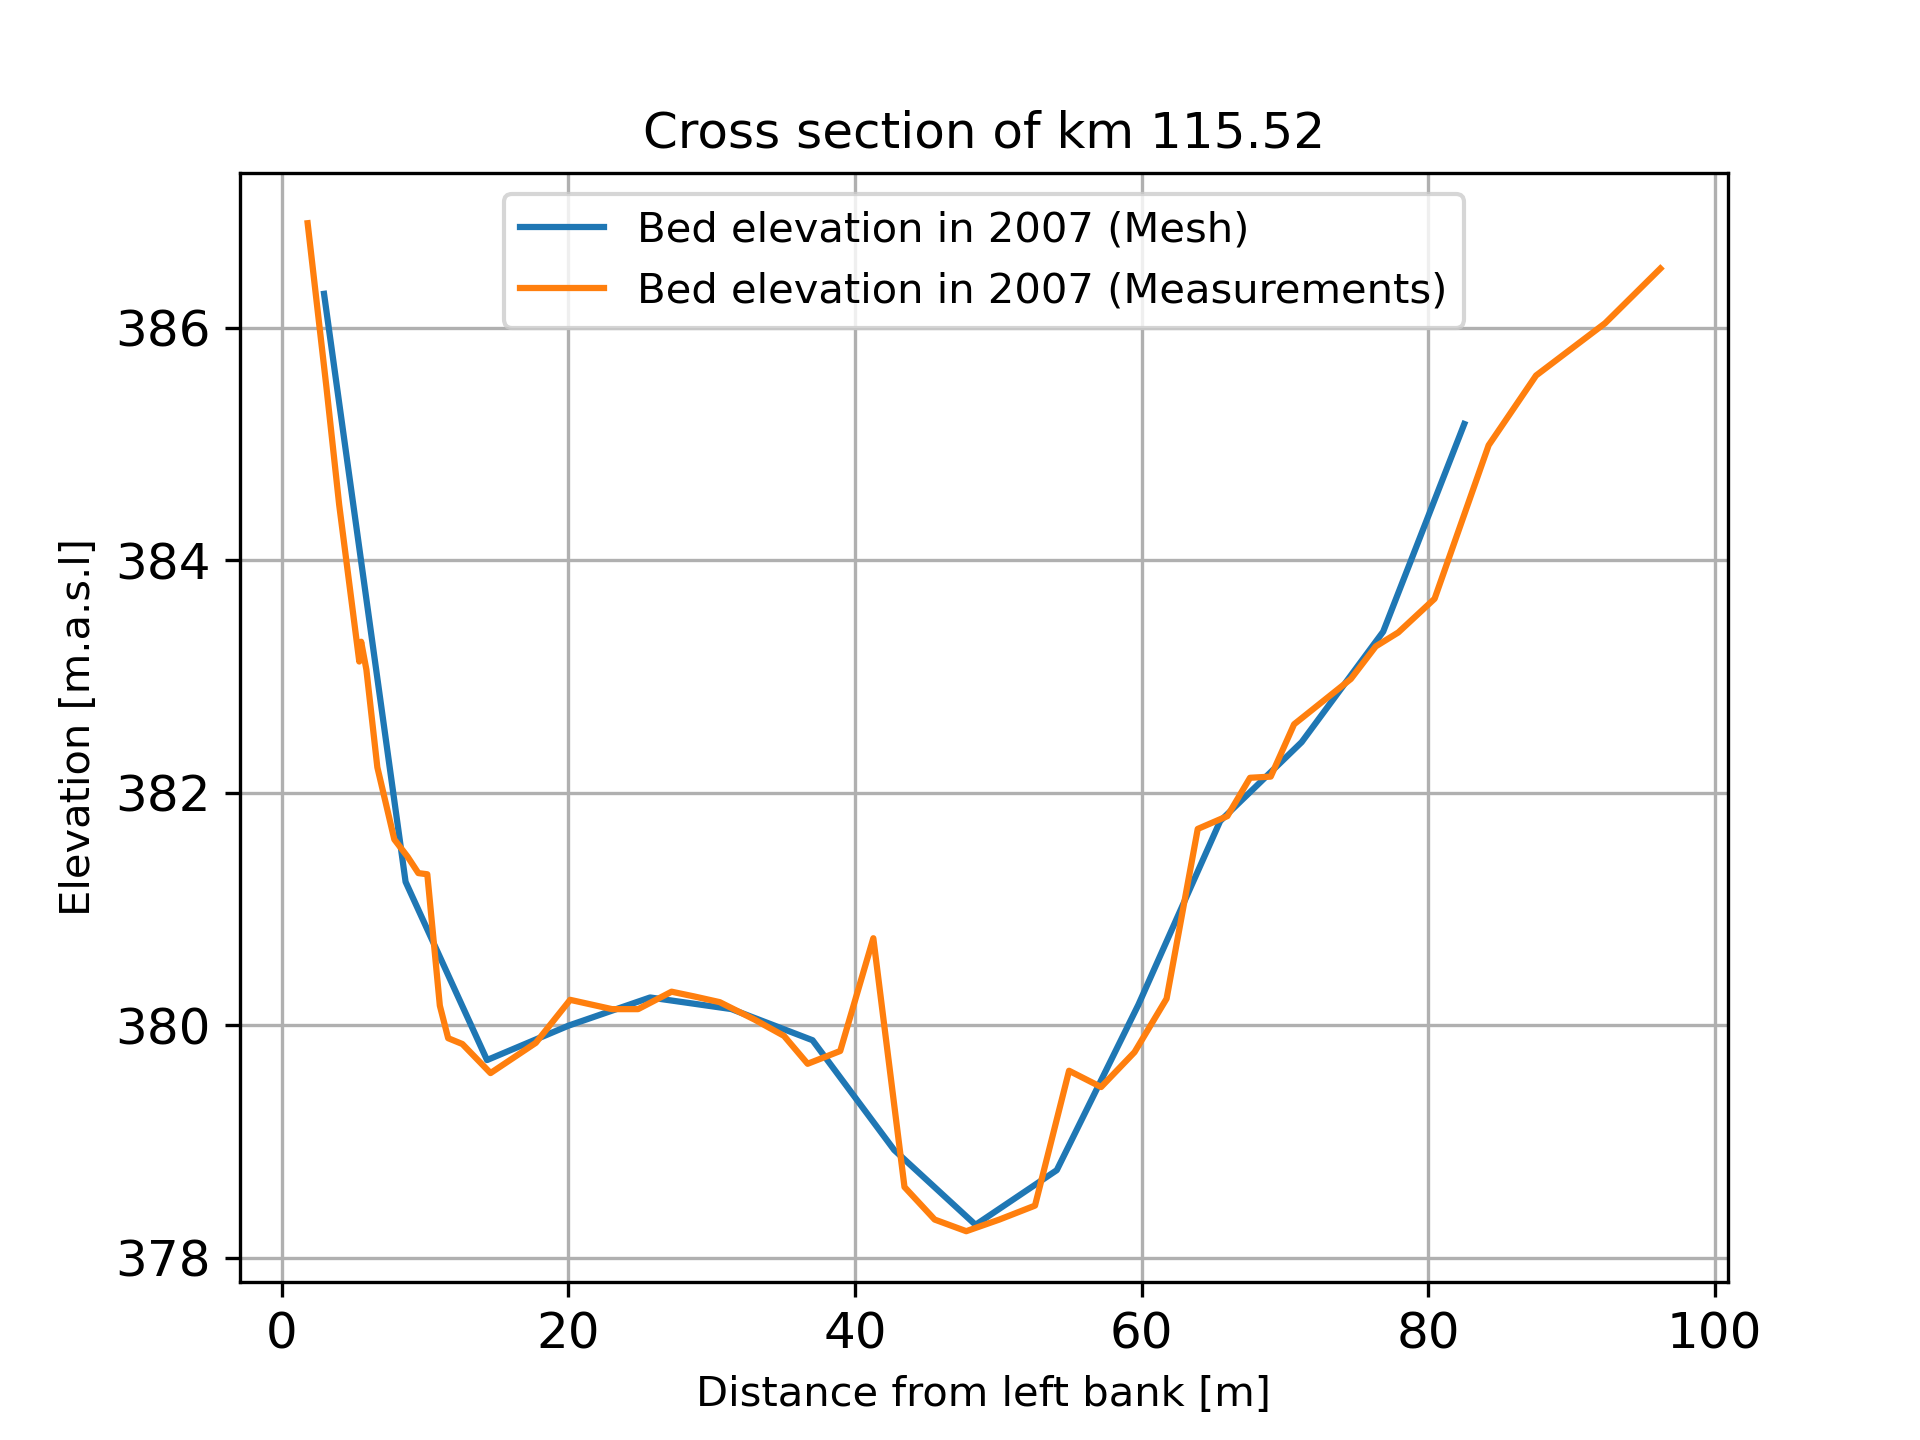 Cross section of km 115.52
Bed elevation in 2007 (Mesh)
Bed elevation in 2007 (Measurements)
Elevation [m.a.s.l]
386
384
382
380
378
0 20 40 60 80 100
Distance from left bank [m]